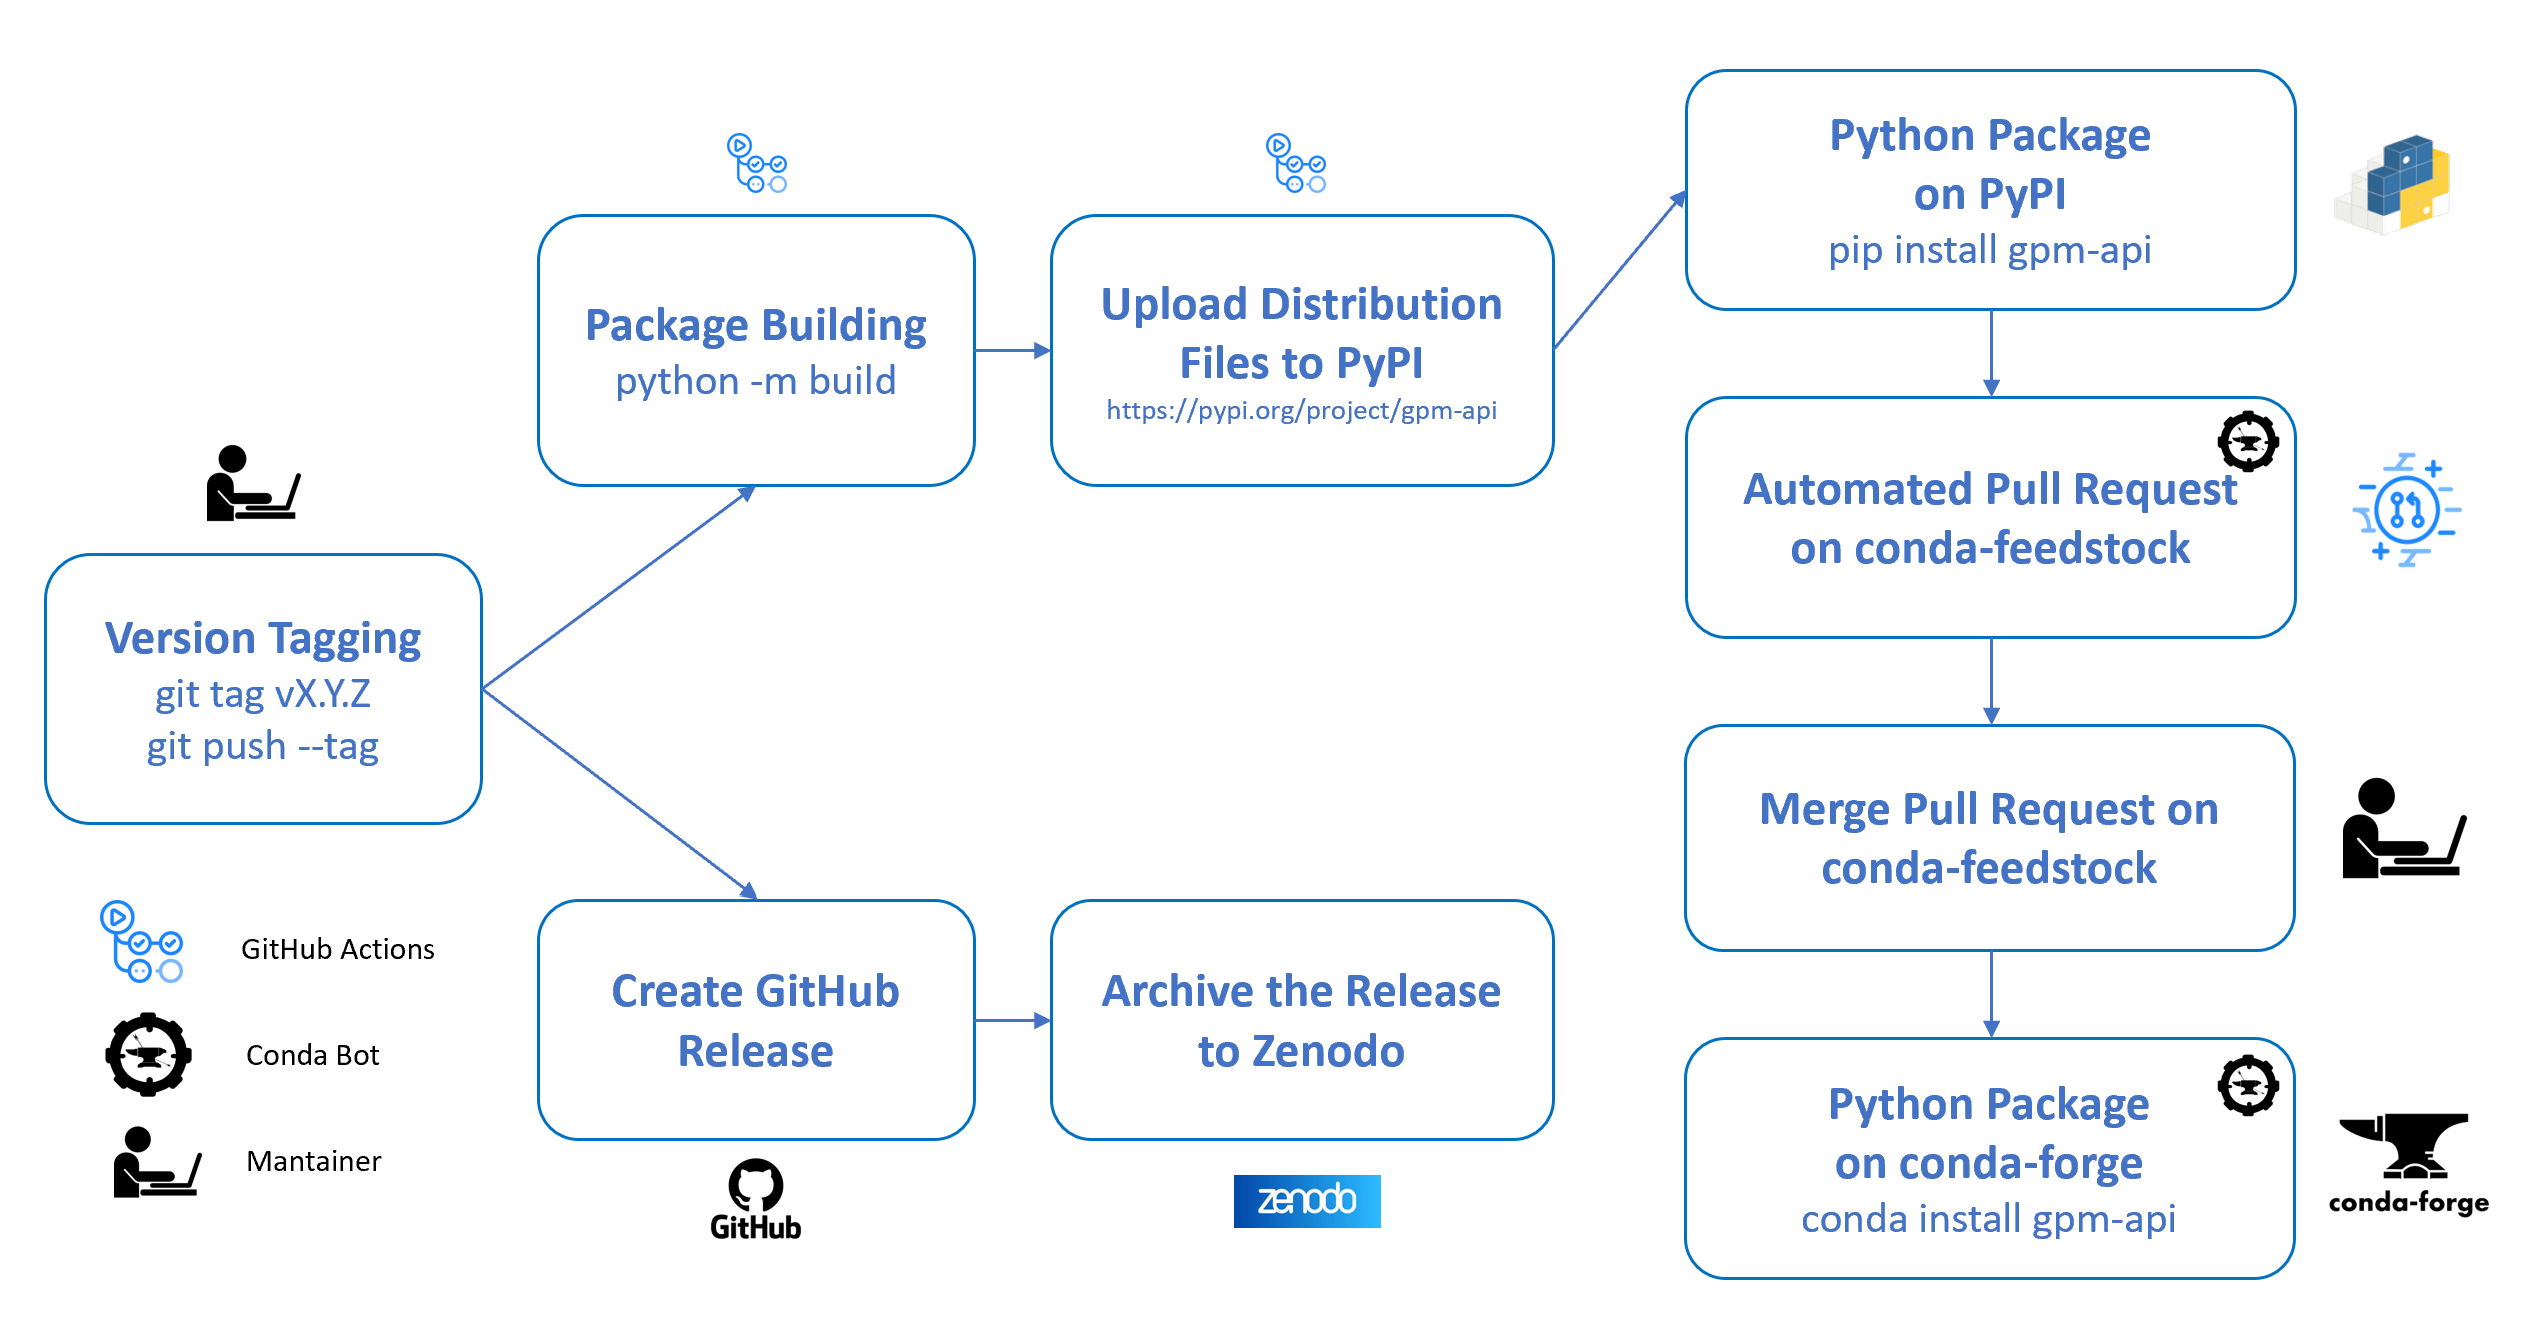 Version Tagging
git tag vX.Y.Z
git push --tag
Package Building
python -m build
Upload Distribution
Files to PyPI
https://pypi.org/project/gpm-api
Python Package
on PyPI
pip install gpm-api
Automated Pull Request
on conda-feedstock
Merge Pull Request on
conda-feedstock
Python Package
on conda-forge
conda install gpm-api
conda-forge
Create GitHub
Release
GitHub
Archive the Release
to Zenodo
zenodo
GitHub Actions
Conda Bot
Mantainer